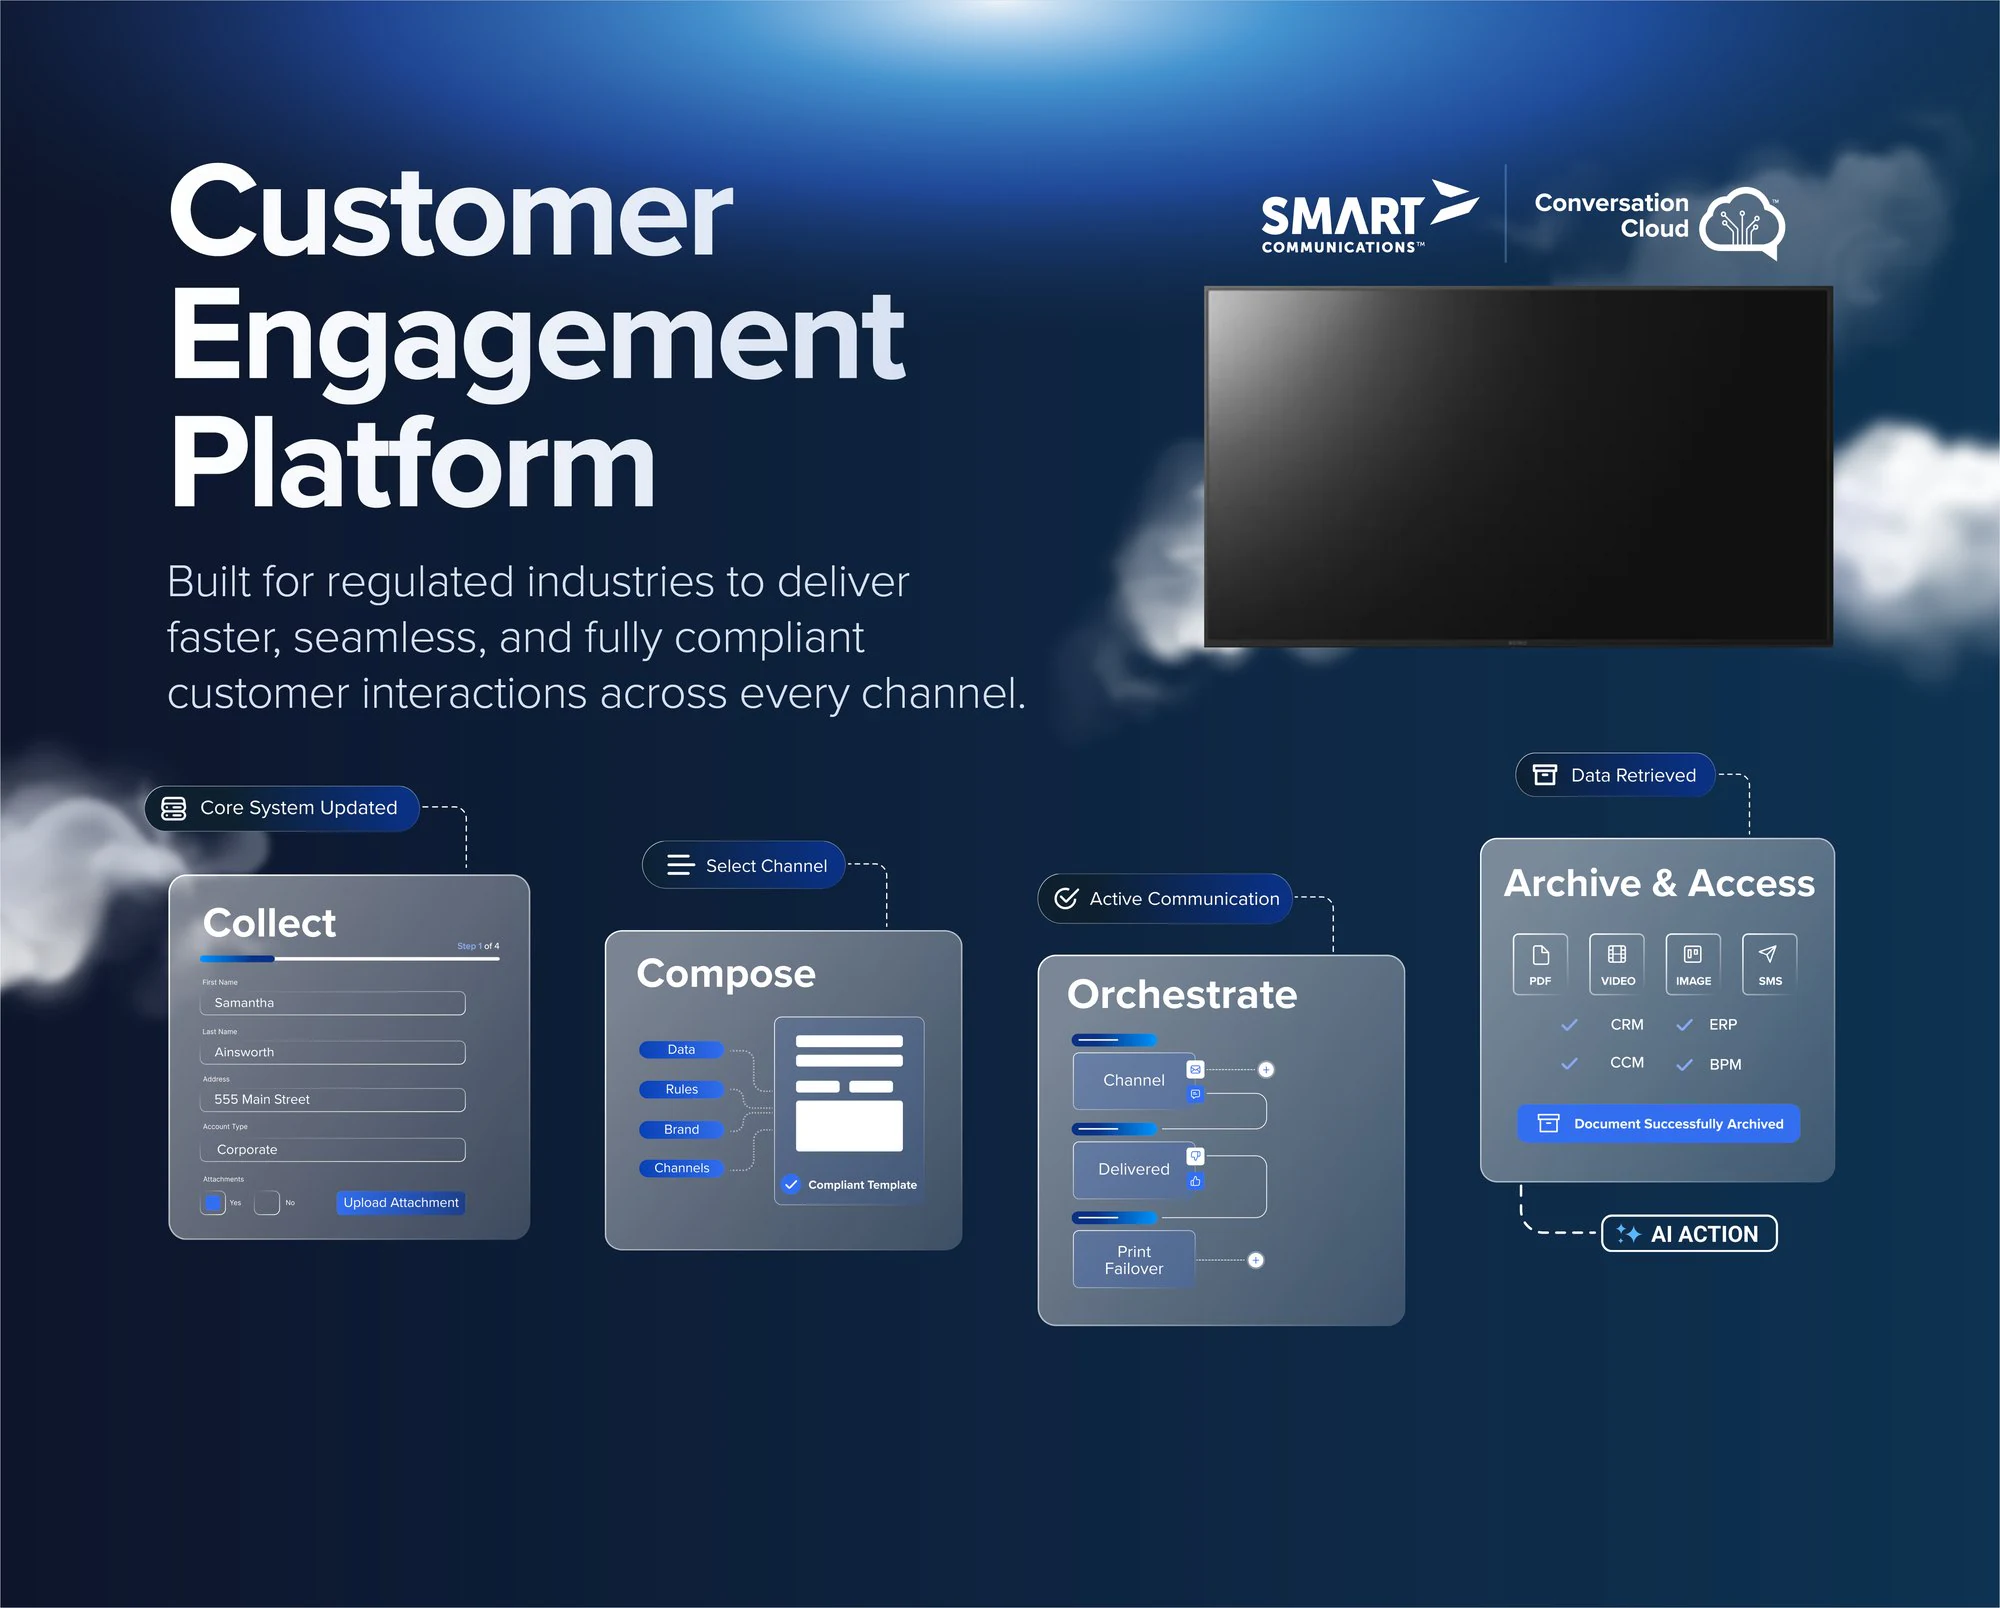 Customer
Engagement
Platform
Built for regulated industries to deliver
faster, seamless, and fully compliant
customer interactions across every channel.
SMART
COMMUNICATIONS™
Conversation
Cloud
™
Core System Updated
Collect
Step 1 of 4
First Name
Samantha
Last Name
Ainsworth
Address
555 Main Street
Account Type
Corporate
Attachments
Yes
No
Upload Attachment
Select Channel
Compose
Data
Rules
Brand
Channels
Compliant Template
Active Communication
Orchestrate
Channel
Delivered
Print
Failover
Data Retrieved
Archive & Access
PDF VIDEO IMAGE SMS
CRM ERP
CCM BPM
Document Successfully Archived
AI ACTION